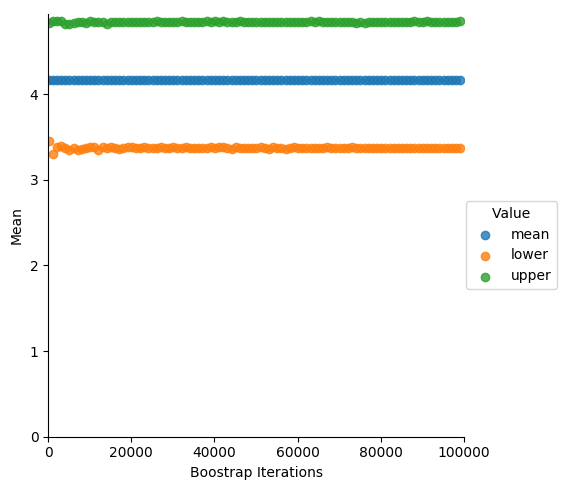 4
3
2
1
0
Mean
0 20000 40000 60000 80000 100000
Boostrap Iterations
Value
mean
lower
upper